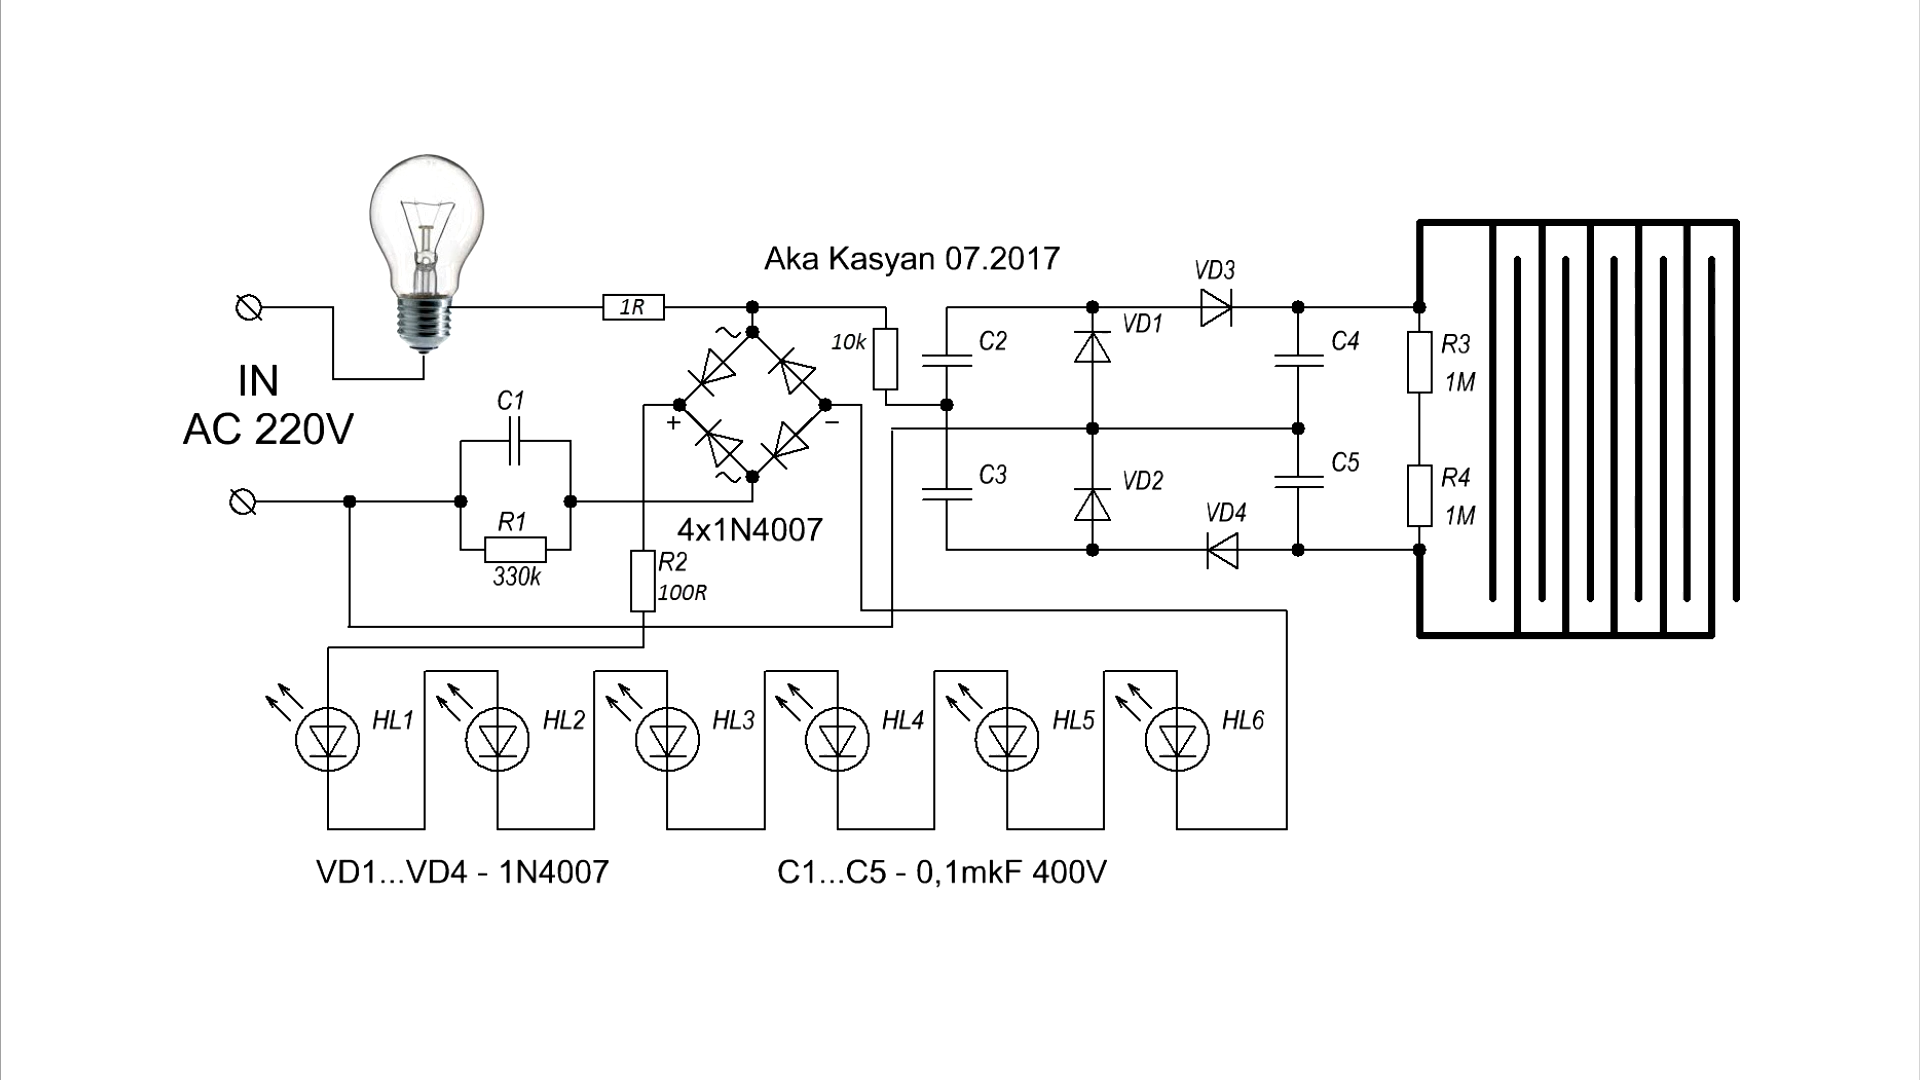 Aka Kasyan 07.2017
VD3
1R
VD1
10k
C2
C4
R3
1M
IN
AC 220V
C1
+
−
C3
VD2
C5
R4
1M
VD4
R1
330k
4x1N4007
R2
100R
HL1
HL2
HL3
HL4
HL5
HL6
VD1...VD4 - 1N4007
C1...C5 - 0,1mkF 400V